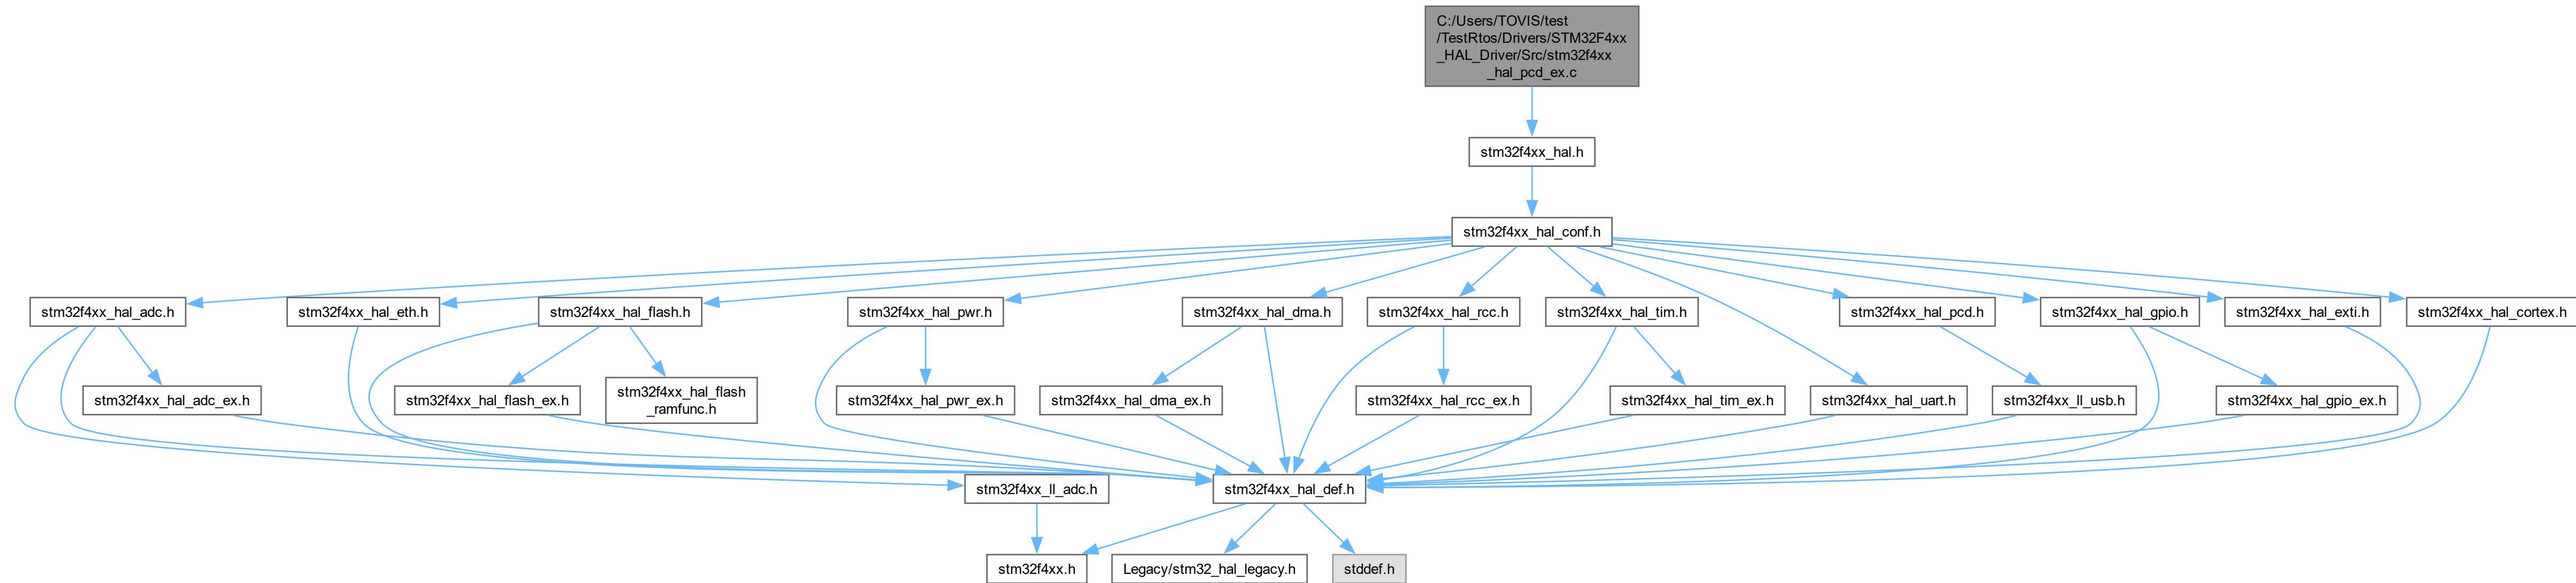 C:/Users/TOVIS/test
/TestRtos/Drivers/STM32F4xx
_HAL_Driver/Src/stm32f4xx
_hal_pcd_ex.c
stm32f4xx_hal.h
stm32f4xx_hal_conf.h
stm32f4xx_hal_adc.h
stm32f4xx_hal_eth.h
stm32f4xx_hal_flash.h
stm32f4xx_hal_pwr.h
stm32f4xx_hal_dma.h
stm32f4xx_hal_rcc.h
stm32f4xx_hal_tim.h
stm32f4xx_hal_pcd.h
stm32f4xx_hal_gpio.h
stm32f4xx_hal_exti.h
stm32f4xx_hal_cortex.h
stm32f4xx_hal_adc_ex.h
stm32f4xx_hal_flash_ex.h
stm32f4xx_hal_flash
_ramfunc.h
stm32f4xx_hal_pwr_ex.h
stm32f4xx_hal_dma_ex.h
stm32f4xx_hal_rcc_ex.h
stm32f4xx_hal_tim_ex.h
stm32f4xx_hal_uart.h
stm32f4xx_ll_usb.h
stm32f4xx_hal_gpio_ex.h
stm32f4xx_ll_adc.h
stm32f4xx_hal_def.h
stm32f4xx.h
Legacy/stm32_hal_legacy.h
stddef.h